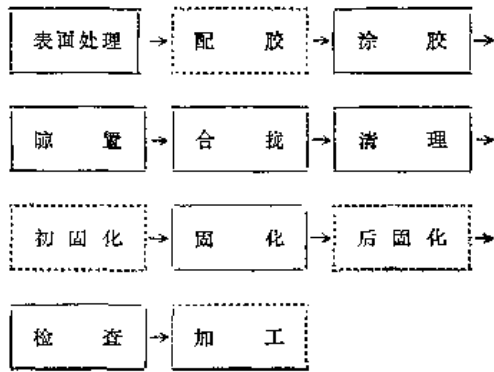 表面处理 → 配胶 → 涂胶 →
晾置 → 合拢 → 清理 →
初固化 → 固化 → 后固化 →
检查 → 加工